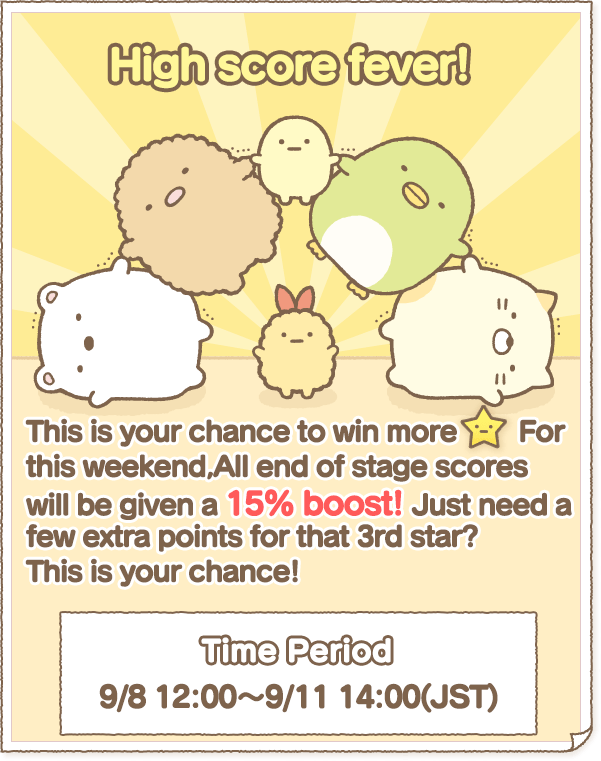 High score fever!
This is your chance to win more For
this weekend,All end of stage scores
will be given a 15% boost! Just need a
few extra points for that 3rd star?
This is your chance!
Time Period
9/8 12:00～9/11 14:00(JST)